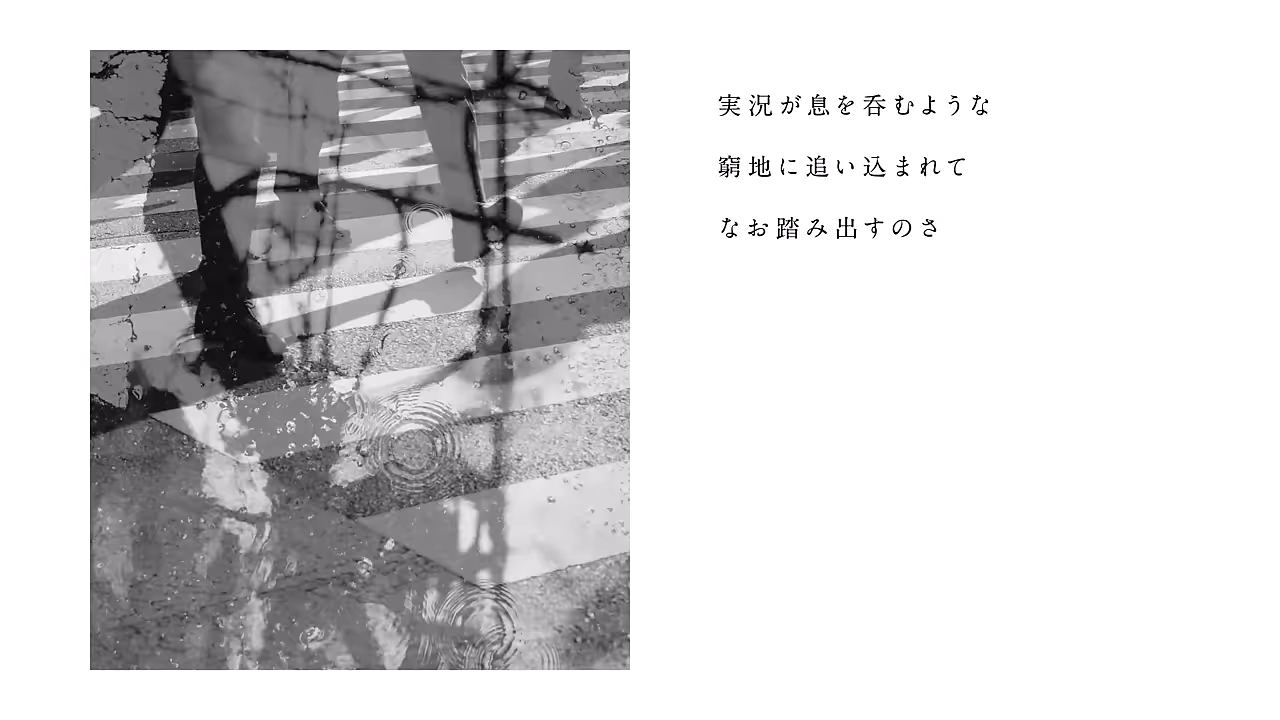 実況が息を呑むような
窮地に追い込まれて
なお踏み出すのさ